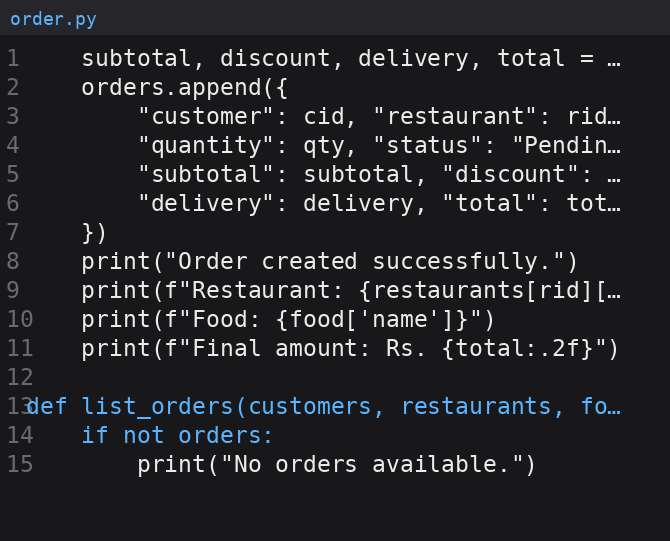 order.py
1    subtotal, discount, delivery, total = …
2    orders.append({
3        "customer": cid, "restaurant": rid…
4        "quantity": qty, "status": "Pendin…
5        "subtotal": subtotal, "discount": …
6        "delivery": delivery, "total": tot…
7    })
8    print("Order created successfully.")
9    print(f"Restaurant: {restaurants[rid][…
10    print(f"Food: {food['name']}")
11    print(f"Final amount: Rs. {total:.2f}")
12
13 def list_orders(customers, restaurants, fo…
14    if not orders:
15        print("No orders available.")